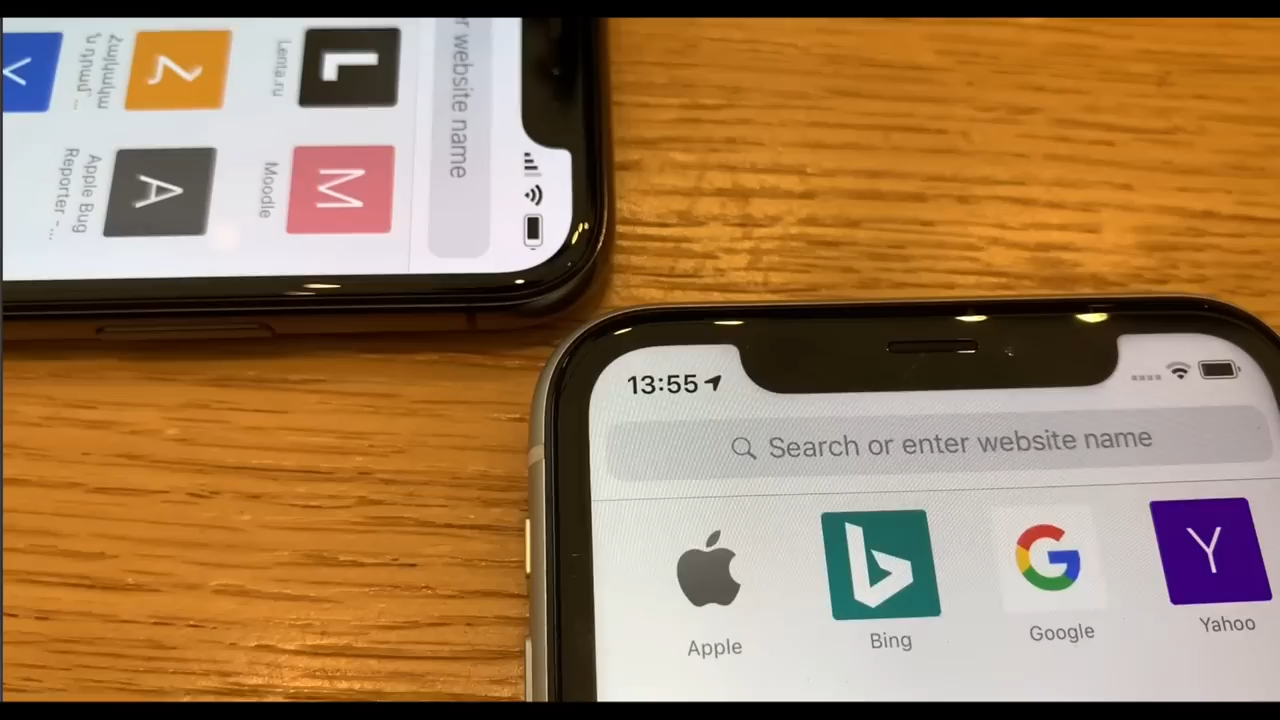 er website name
L
Lenta.ru
M
Moodle
Հ
A
Apple Bug
Reporter -...
13:55
Search or enter website name
Apple
b
Bing
G
Google
Y
Yahoo